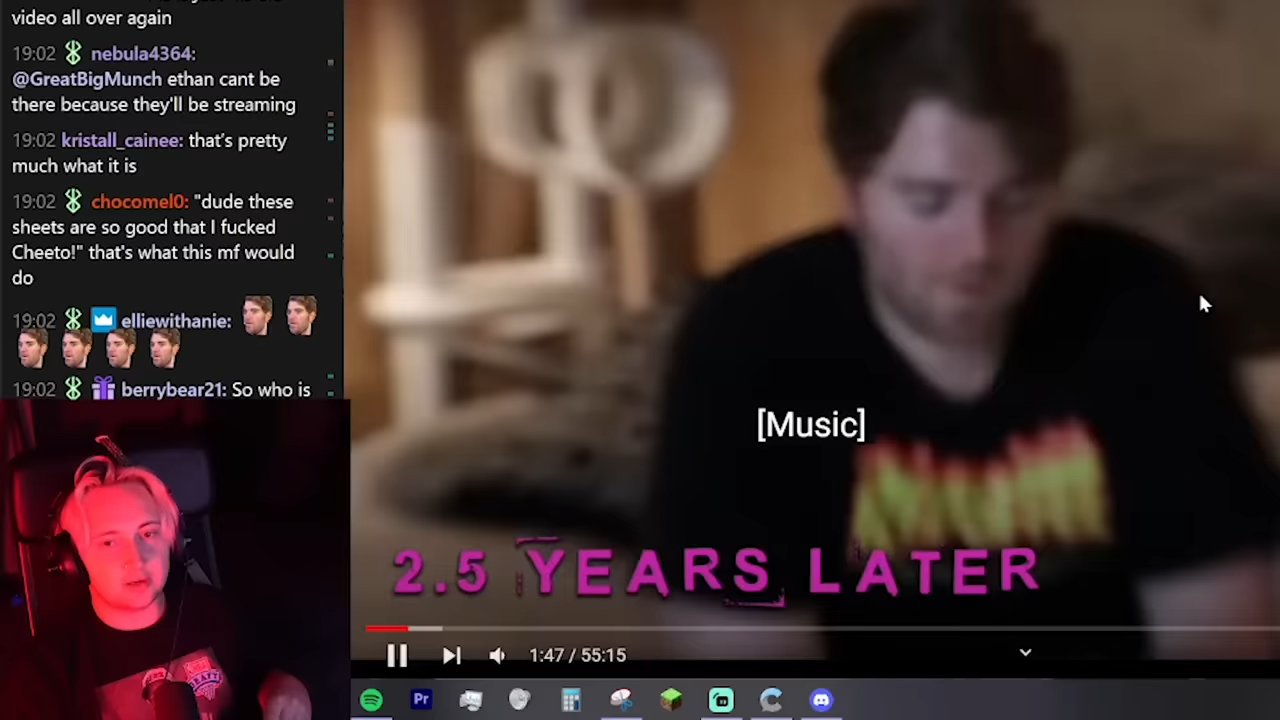 video all over again
19:02 nebula4364:
@GreatBigMunch ethan cant be
there because they'll be streaming
19:02 kristall_cainee: that's pretty
much what it is
19:02 chocomel0: "dude these
sheets are so good that I fucked
Cheeto!" that's what this mf would
do
19:02 elliewithanie:
19:02 berrybear21: So who is
[Music]
2.5 YEARS LATER
1:47 / 55:15
Pr